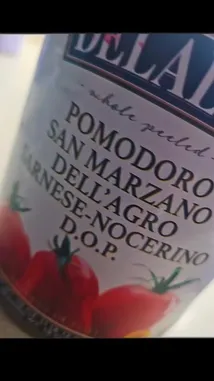 whole peeled
POMODORO
SAN MARZANO
DELL'AGRO
SARNESE-NOCERINO
D.O.P.